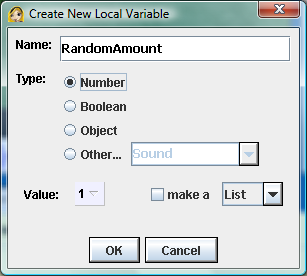 Create New Local Variable
Name: RandomAmount
Type: Number
Boolean
Object
Other... Sound
Value: 1 make a List
OK Cancel